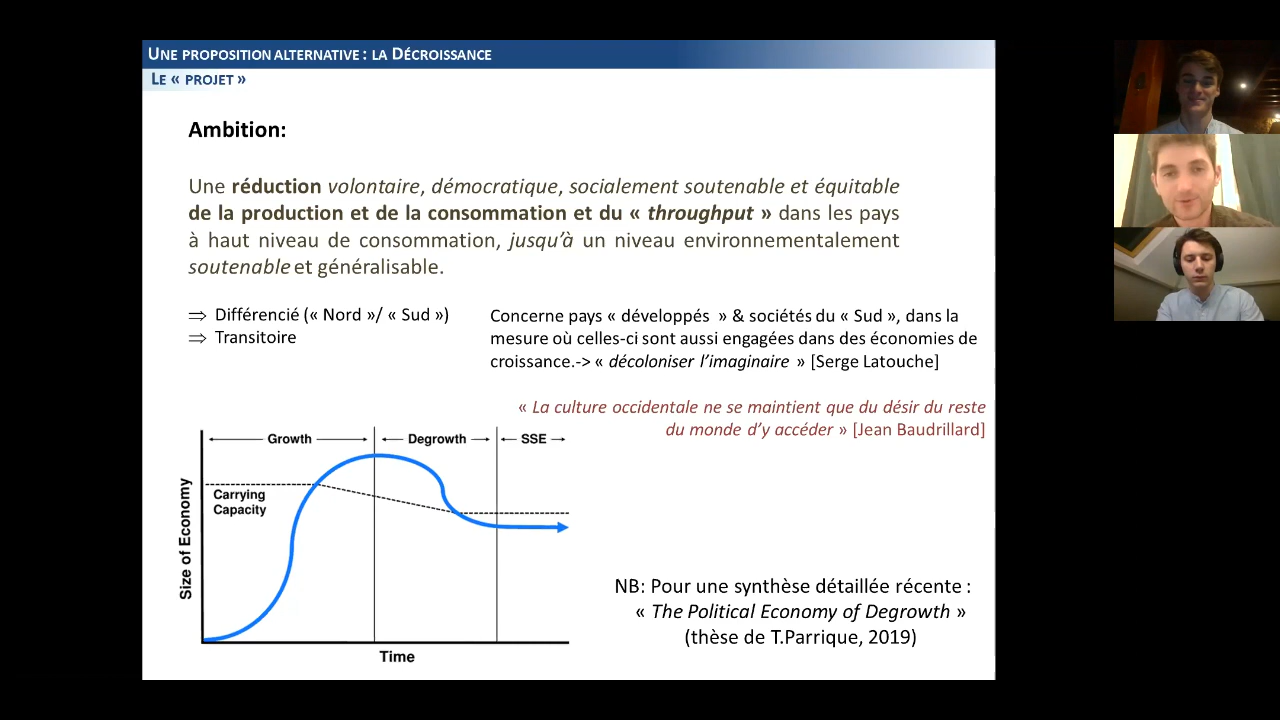 UNE PROPOSITION ALTERNATIVE : LA DÉCROISSANCE
LE « PROJET »
Ambition:
Une réduction volontaire, démocratique, socialement soutenable et équitable
de la production et de la consommation et du « throughput » dans les pays
à haut niveau de consommation, jusqu’à un niveau environnementalement
soutenable et généralisable.
⇒ Différencié (« Nord »/ « Sud »)
⇒ Transitoire
Concerne pays « développés » & sociétés du « Sud », dans la
mesure où celles-ci sont aussi engagées dans des économies de
croissance.-> « décoloniser l’imaginaire » [Serge Latouche]
« La culture occidentale ne se maintient que du désir du reste
du monde d’y accéder » [Jean Baudrillard]
Growth
Degrowth
SSE
Carrying
Capacity
Size of Economy
Time
NB: Pour une synthèse détaillée récente :
« The Political Economy of Degrowth »
(thèse de T.Parrique, 2019)